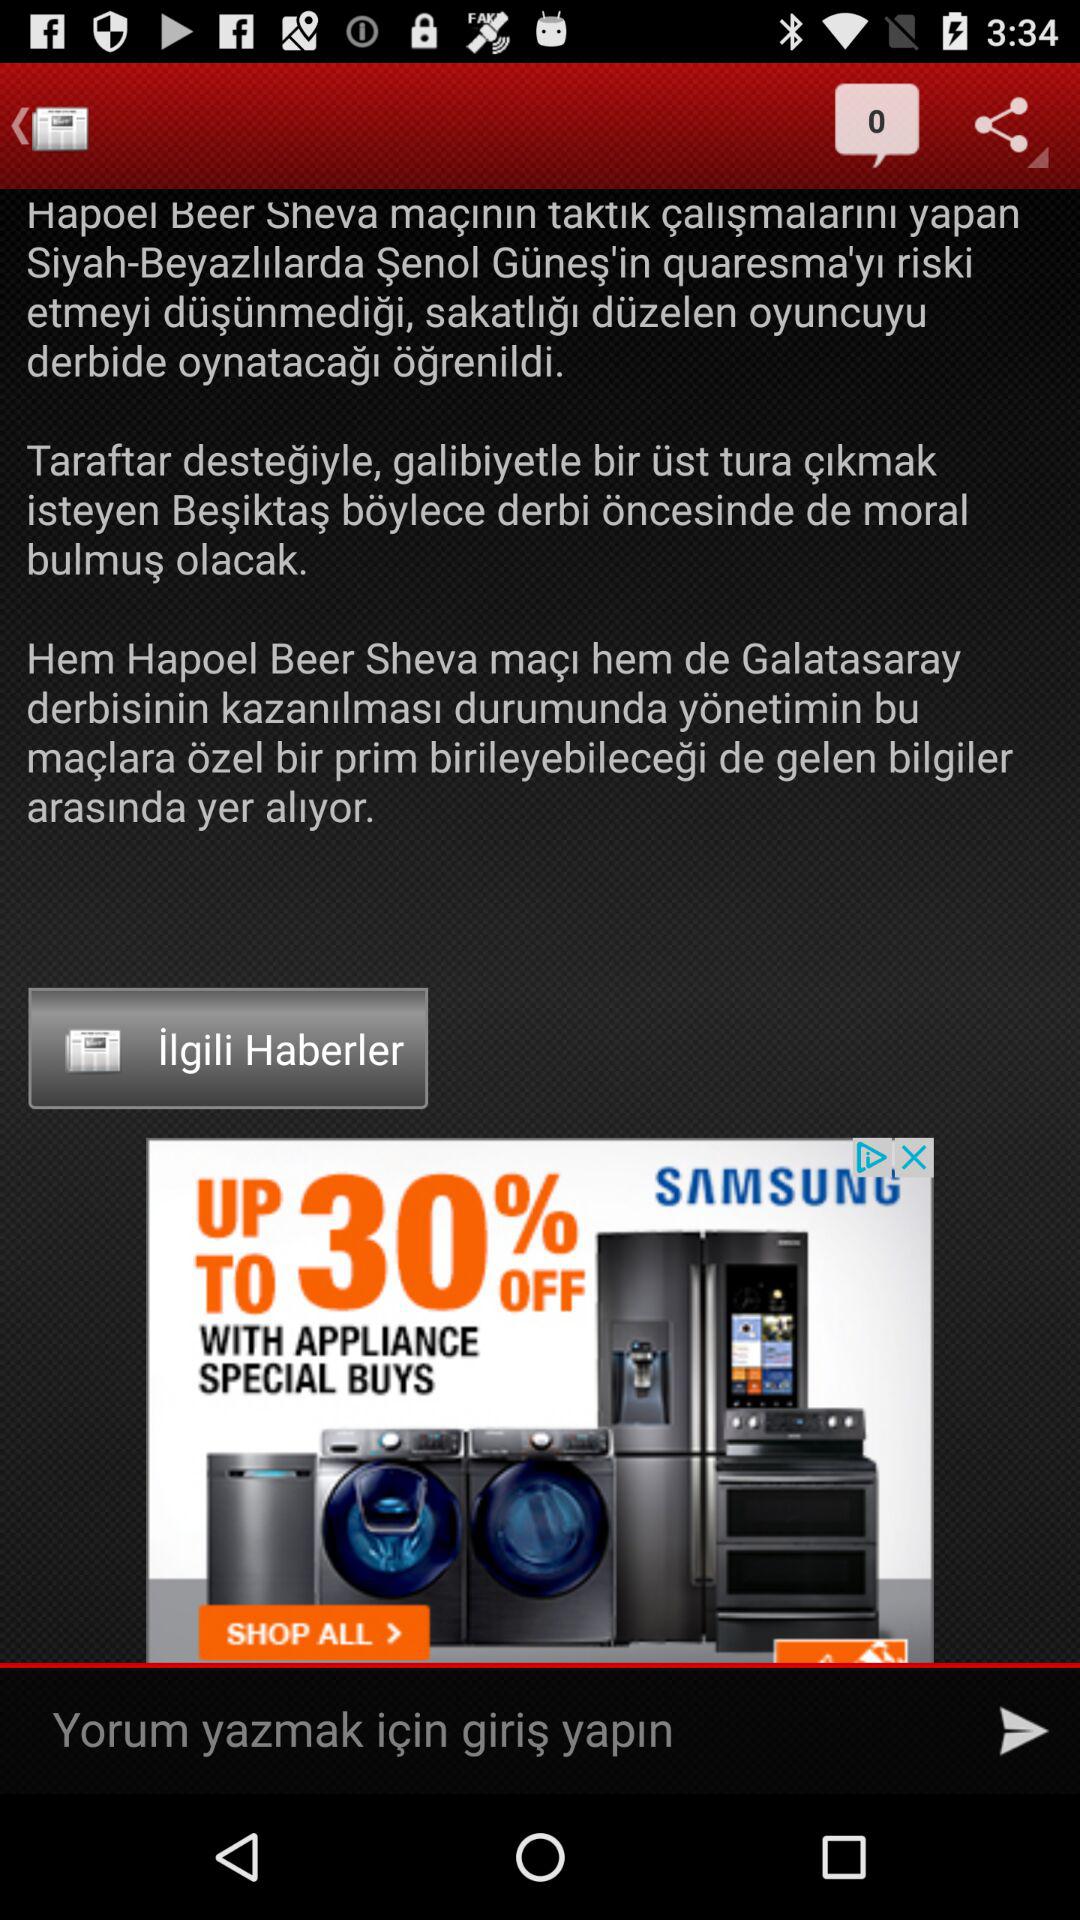 FAKE
3:34
0
Hapoel Beer Sheva maçının taktik çalışmalarını yapan
Siyah-Beyazlılarda Şenol Güneş'in quaresma'yı riski
etmeyi düşünmediği, sakatlığı düzelen oyuncuyu
derbide oynatacağı öğrenildi.
Taraftar desteğiyle, galibiyetle bir üst tura çıkmak
isteyen Beşiktaş böylece derbi öncesinde de moral
bulmuş olacak.
Hem Hapoel Beer Sheva maçı hem de Galatasaray
derbisinin kazanılması durumunda yönetimin bu
maçlara özel bir prim birileyebileceği de gelen bilgiler
arasında yer alıyor.
İlgili Haberler
SAMSUNG
UP TO 30% OFF
WITH APPLIANCE
SPECIAL BUYS
SHOP ALL >
Yorum yazmak için giriş yapın